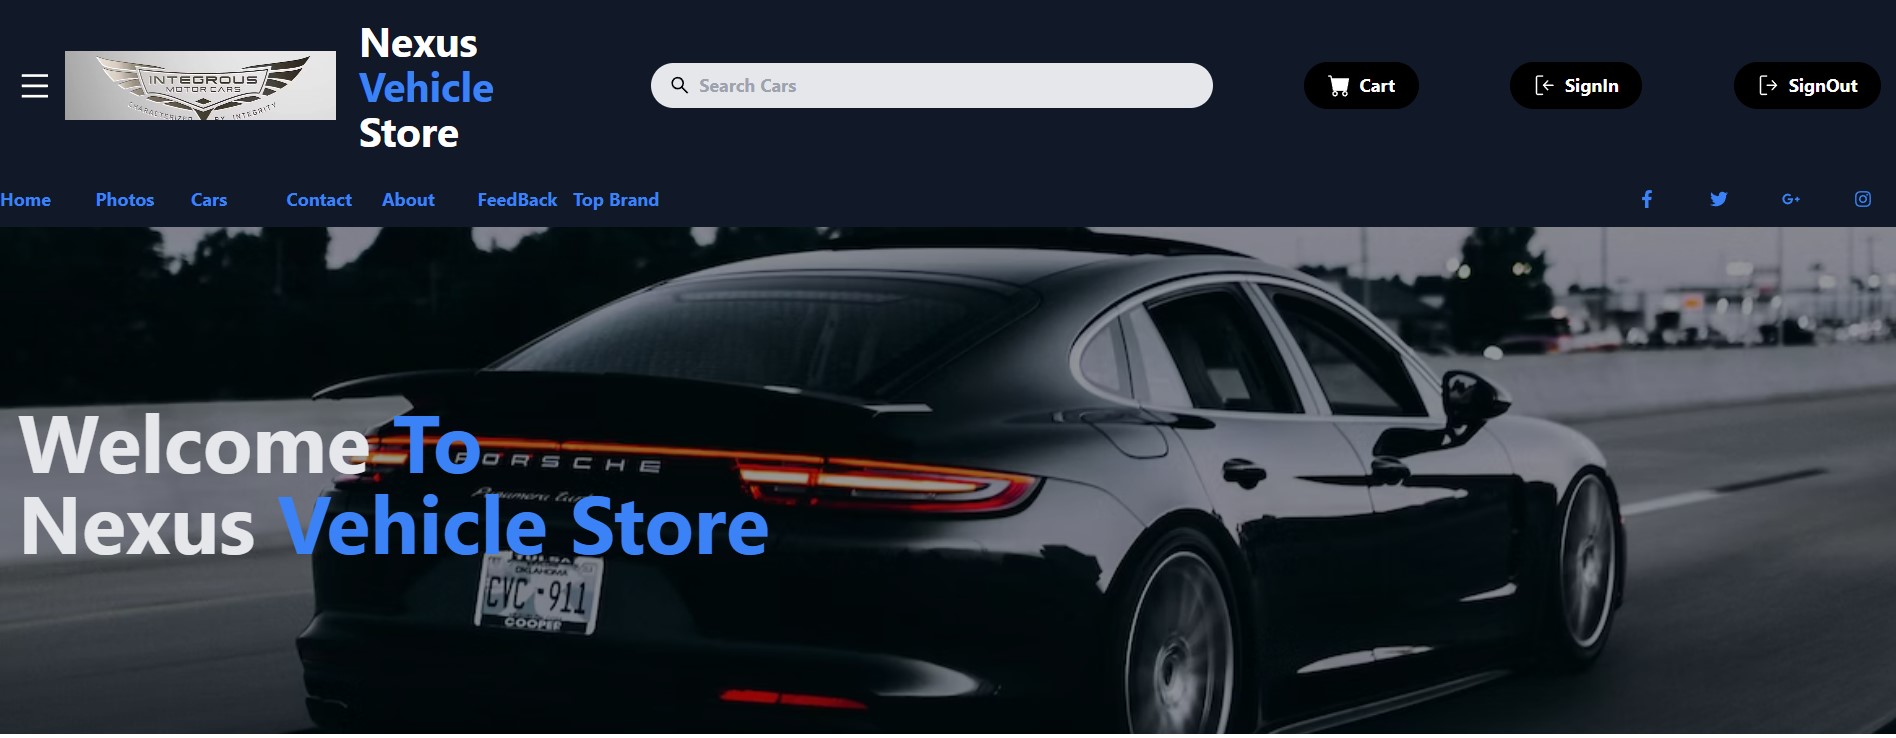 INTEGROUS
MOTOR CARS
CHARACTERIZED BY INTEGRITY
Nexus
Vehicle
Store
Search Cars
Cart
SignIn
SignOut
Home Photos Cars Contact About FeedBack Top Brand
G+
Welcome To
PORSCHE
Panamera turbo
Nexus Vehicle Store
TULSA
OKLAHOMA
CVC-911
COOPER